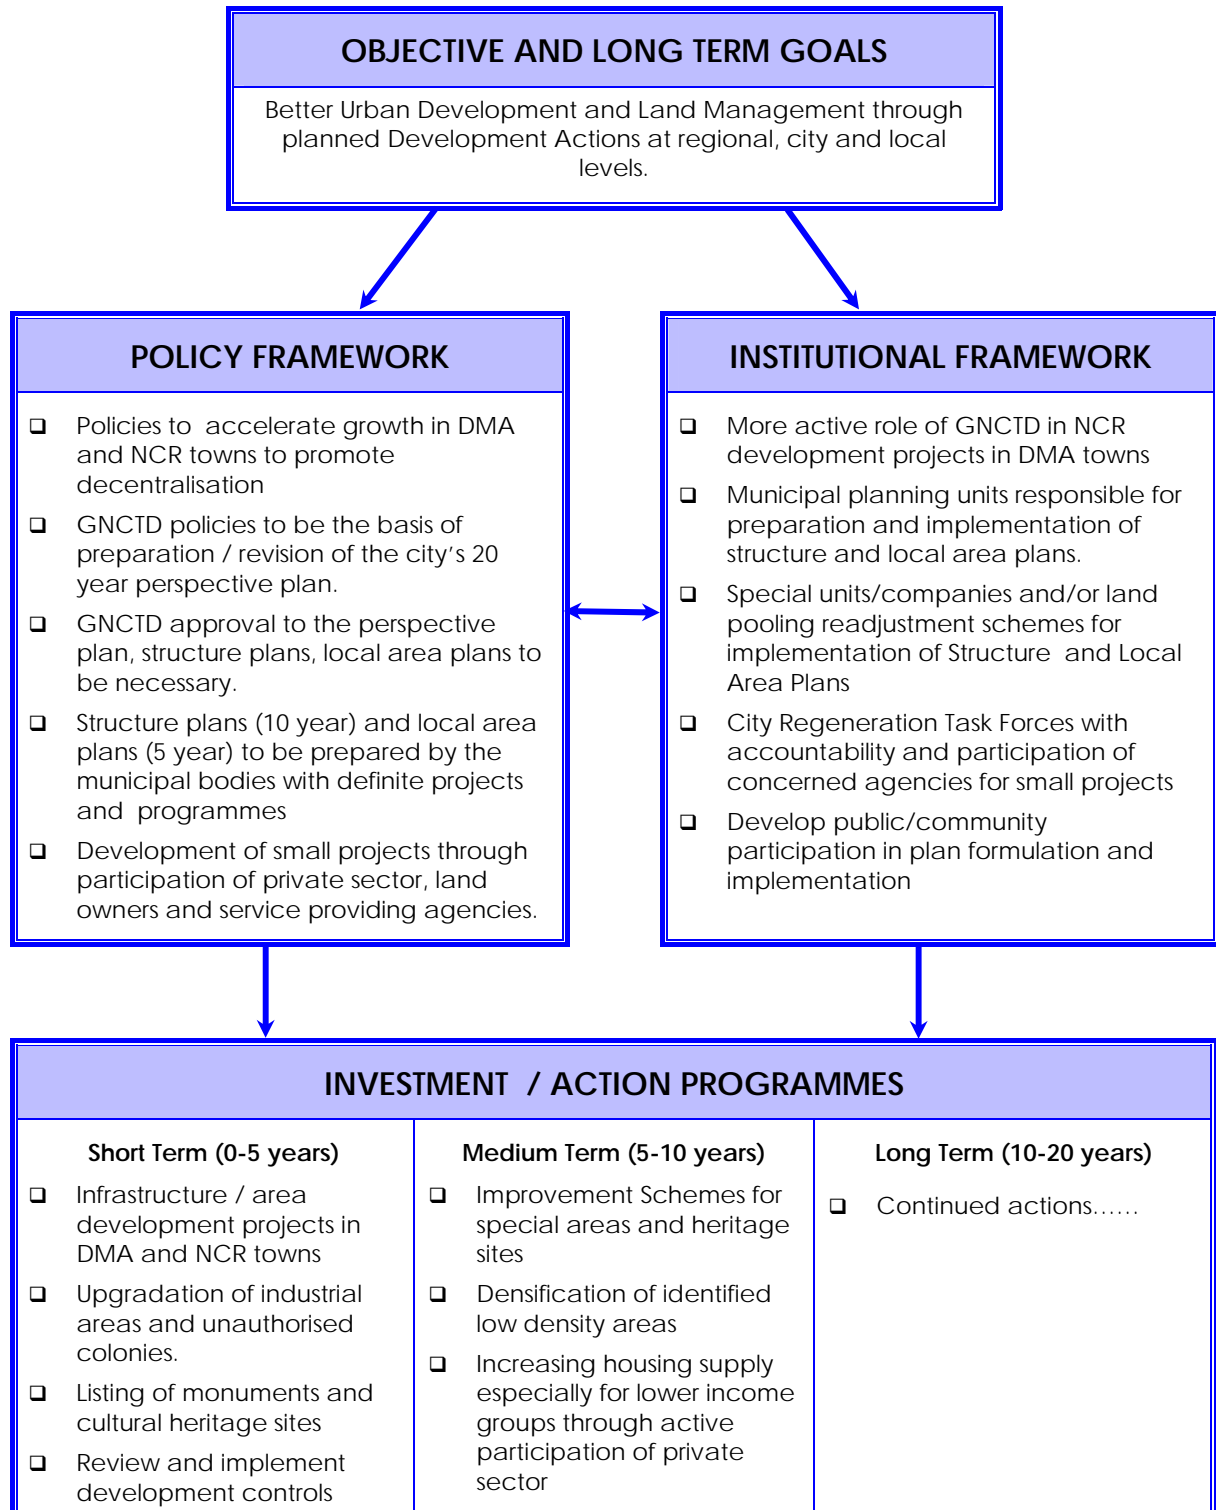 OBJECTIVE AND LONG TERM GOALS
Better Urban Development and Land Management through
planned Development Actions at regional, city and local
levels.
POLICY FRAMEWORK
❑ Policies to accelerate growth in DMA
and NCR towns to promote
decentralisation
❑ GNCTD policies to be the basis of
preparation / revision of the city's 20
year perspective plan.
❑ GNCTD approval to the perspective
plan, structure plans, local area plans to
be necessary.
❑ Structure plans (10 year) and local area
plans (5 year) to be prepared by the
municipal bodies with definite projects
and programmes
❑ Development of small projects through
participation of private sector, land
owners and service providing agencies.
INSTITUTIONAL FRAMEWORK
❑ More active role of GNCTD in NCR
development projects in DMA towns
❑ Municipal planning units responsible for
preparation and implementation of
structure and local area plans.
❑ Special units/companies and/or land
pooling readjustment schemes for
implementation of Structure and Local
Area Plans
❑ City Regeneration Task Forces with
accountability and participation of
concerned agencies for small projects
❑ Develop public/community
participation in plan formulation and
implementation
INVESTMENT / ACTION PROGRAMMES
Short Term (0-5 years)
❑ Infrastructure / area
development projects in
DMA and NCR towns
❑ Upgradation of industrial
areas and unauthorised
colonies.
❑ Listing of monuments and
cultural heritage sites
❑ Review and implement
development controls
Medium Term (5-10 years)
❑ Improvement Schemes for
special areas and heritage
sites
❑ Densification of identified
low density areas
❑ Increasing housing supply
especially for lower income
groups through active
participation of private
sector
Long Term (10-20 years)
❑ Continued actions……